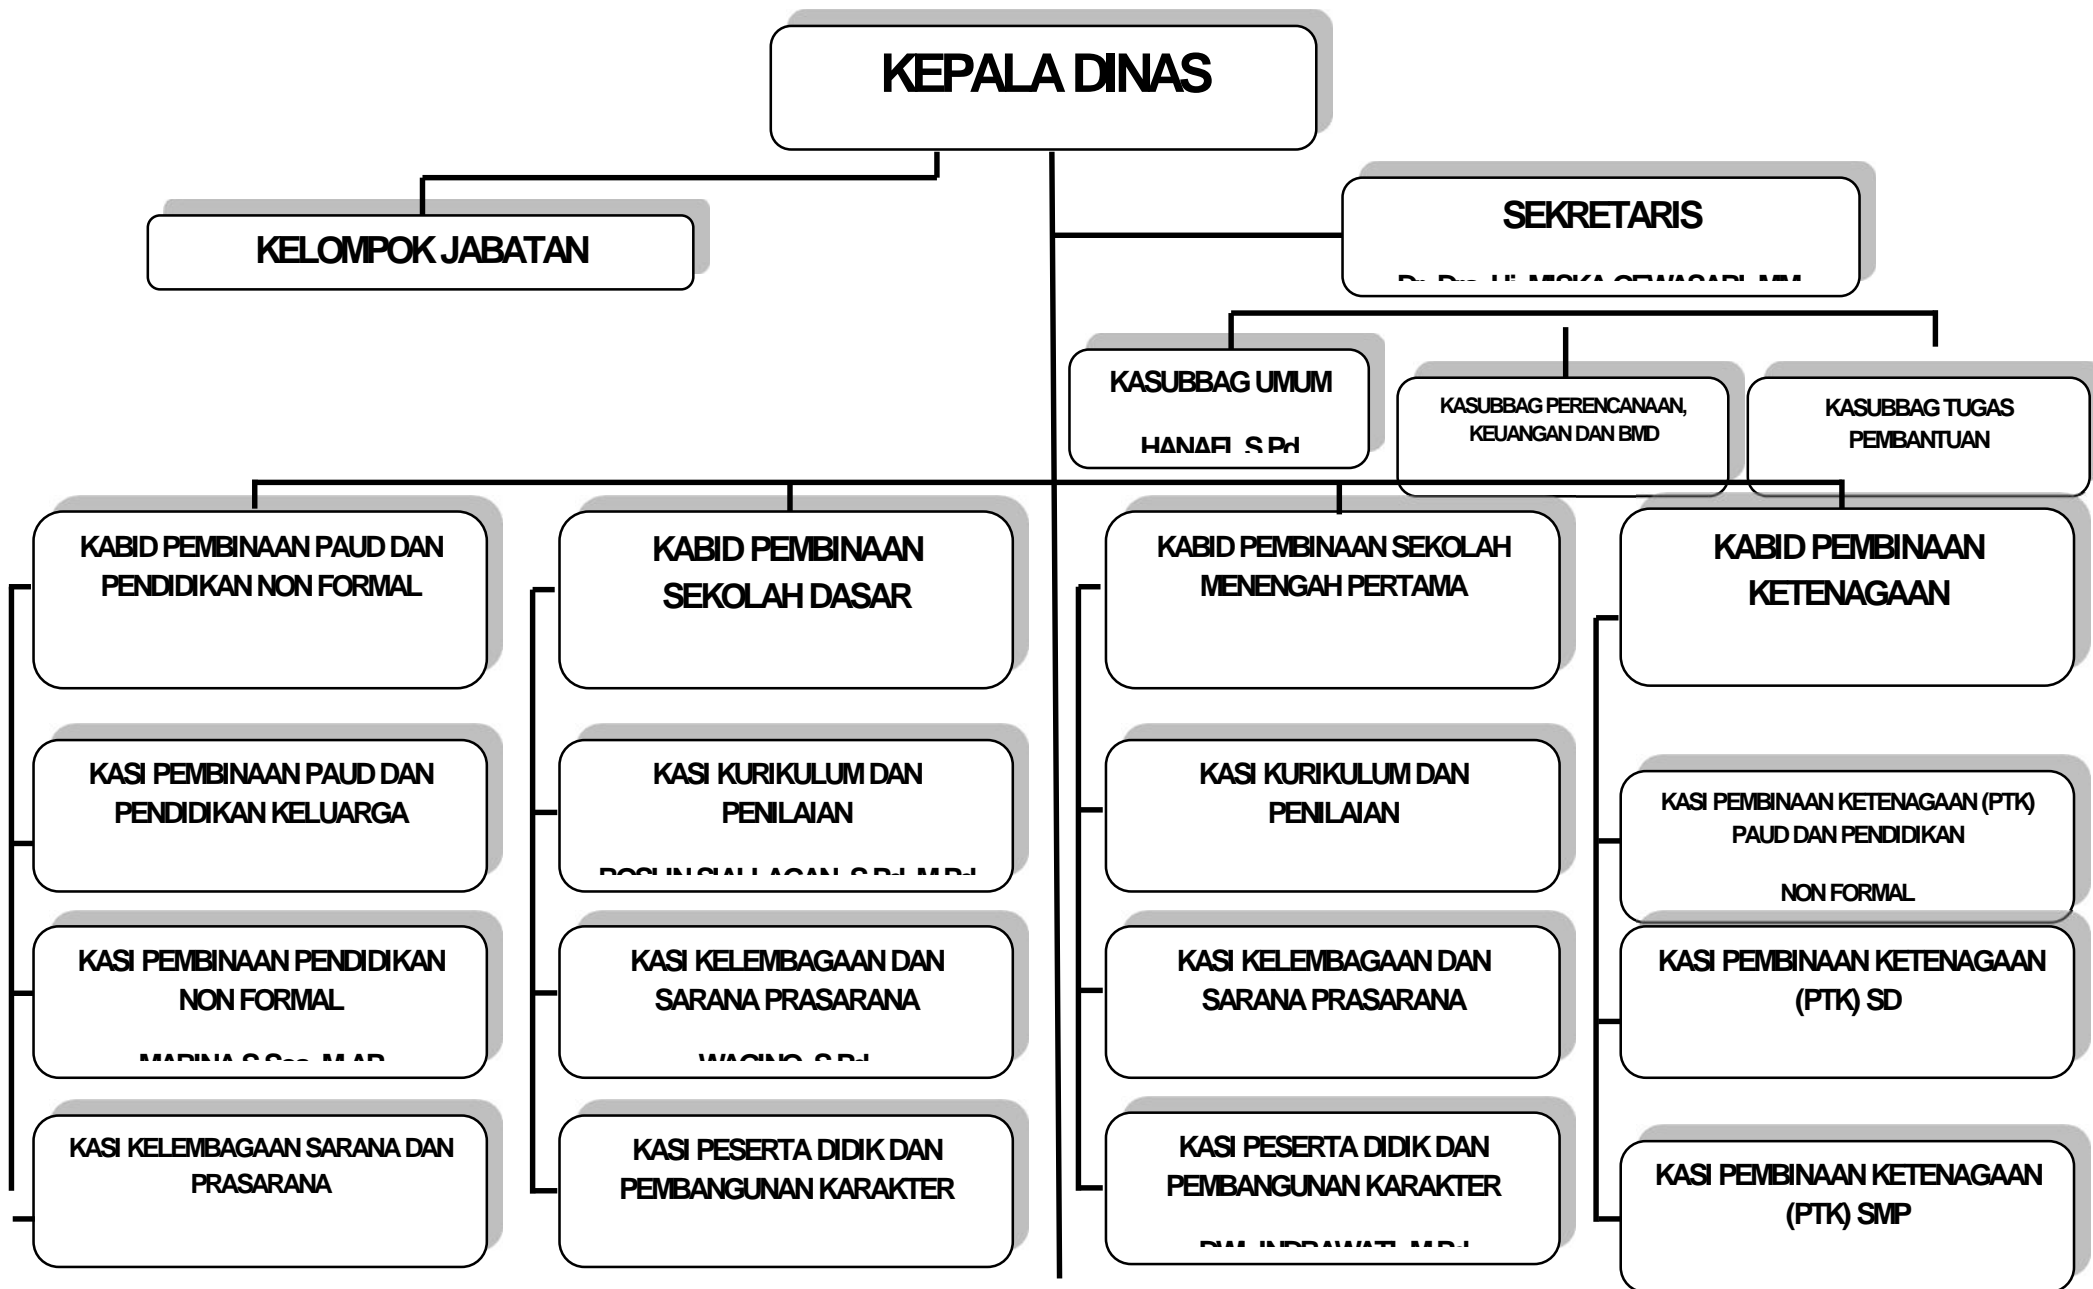 KEPALA DINAS
KELOMPOK JABATAN
SEKRETARIS
KASUBBAG UMUM
HANAFI, S.Pd
KASUBBAG PERENCANAAN,
KEUANGAN DAN BMD
KASUBBAG TUGAS
PEMBANTUAN
KABID PEMBINAAN PAUD DAN
PENDIDIKAN NON FORMAL
KABID PEMBINAAN
SEKOLAH DASAR
KABID PEMBINAAN SEKOLAH
MENENGAH PERTAMA
KABID PEMBINAAN
KETENAGAAN
KASI PEMBINAAN PAUD DAN
PENDIDIKAN KELUARGA
KASI KURIKULUM DAN
PENILAIAN
KASI KURIKULUM DAN
PENILAIAN
KASI PEMBINAAN KETENAGAAN (PTK)
PAUD DAN PENDIDIKAN
NON FORMAL
KASI PEMBINAAN PENDIDIKAN
NON FORMAL
KASI KELEMBAGAAN DAN
SARANA PRASARANA
KASI KELEMBAGAAN DAN
SARANA PRASARANA
KASI PEMBINAAN KETENAGAAN
(PTK) SD
KASI KELEMBAGAAN SARANA DAN
PRASARANA
KASI PESERTA DIDIK DAN
PEMBANGUNAN KARAKTER
KASI PESERTA DIDIK DAN
PEMBANGUNAN KARAKTER
KASI PEMBINAAN KETENAGAAN
(PTK) SMP